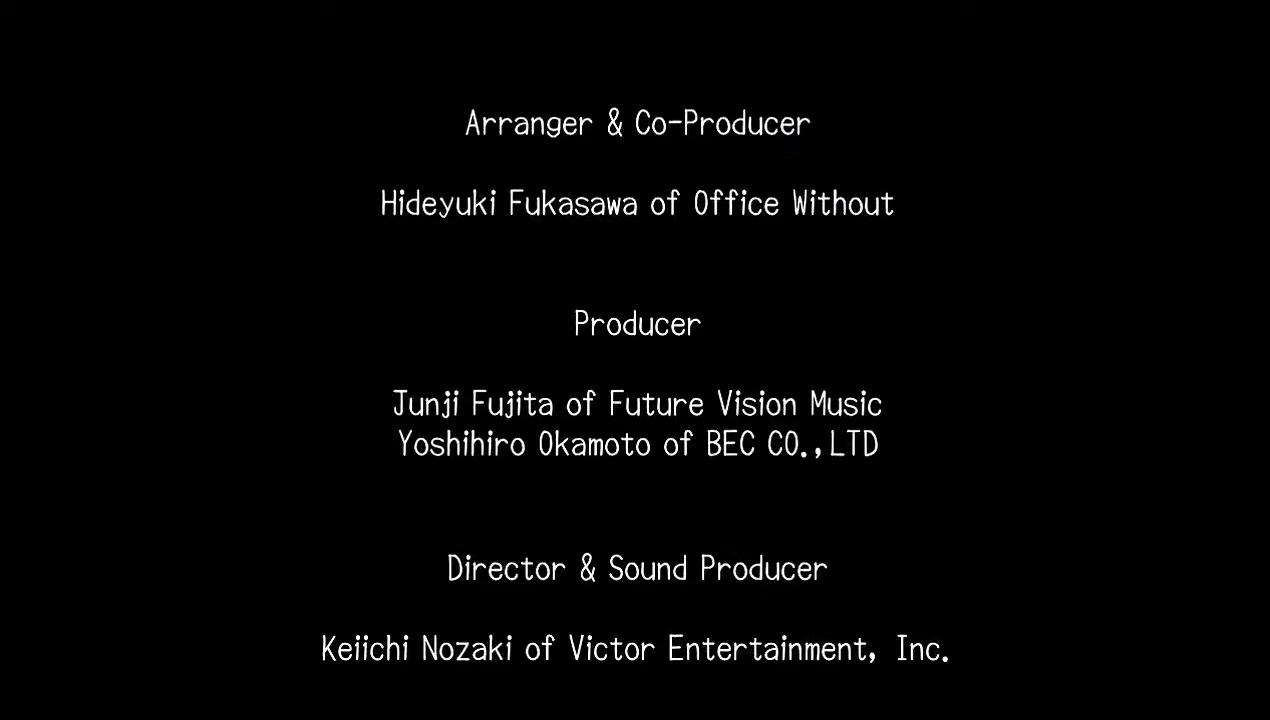 Arranger & Co-Producer
Hideyuki Fukasawa of Office Without
Producer
Junji Fujita of Future Vision Music
Yoshihiro Okamoto of BEC CO.,LTD
Director & Sound Producer
Keiichi Nozaki of Victor Entertainment, Inc.